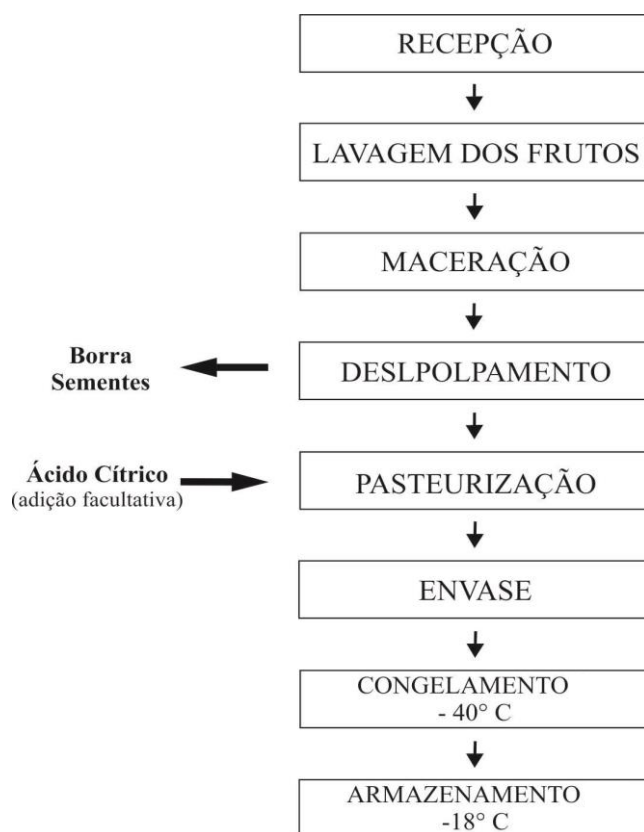 RECEPÇÃO
LAVAGEM DOS FRUTOS
MACERAÇÃO
Borra
Sementes
DESLPOLPAMENTO
Ácido Cítrico
(adição facultativa)
PASTEURIZAÇÃO
ENVASE
CONGELAMENTO
- 40° C
ARMAZENAMENTO
-18° C